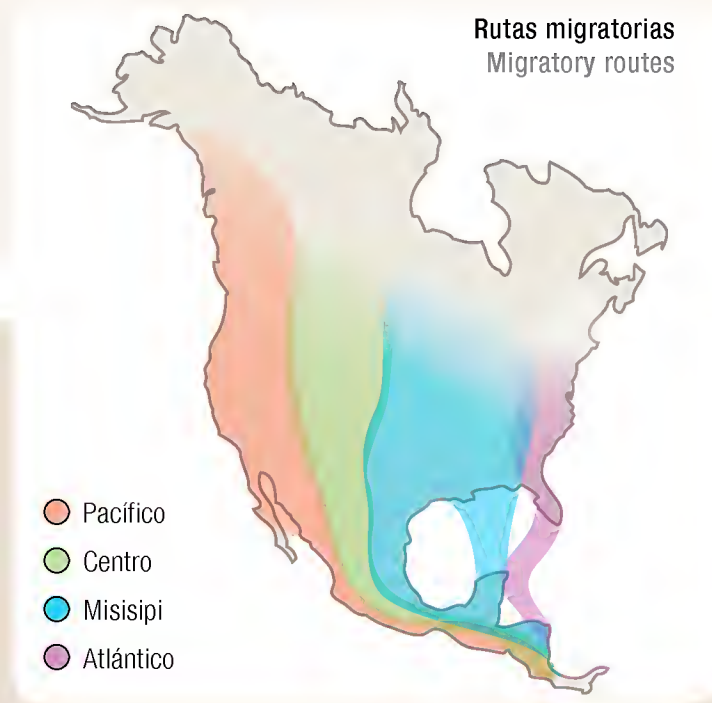 Rutas migratorias
Migratory routes
Pacífico
Centro
Misisipi
Atlántico